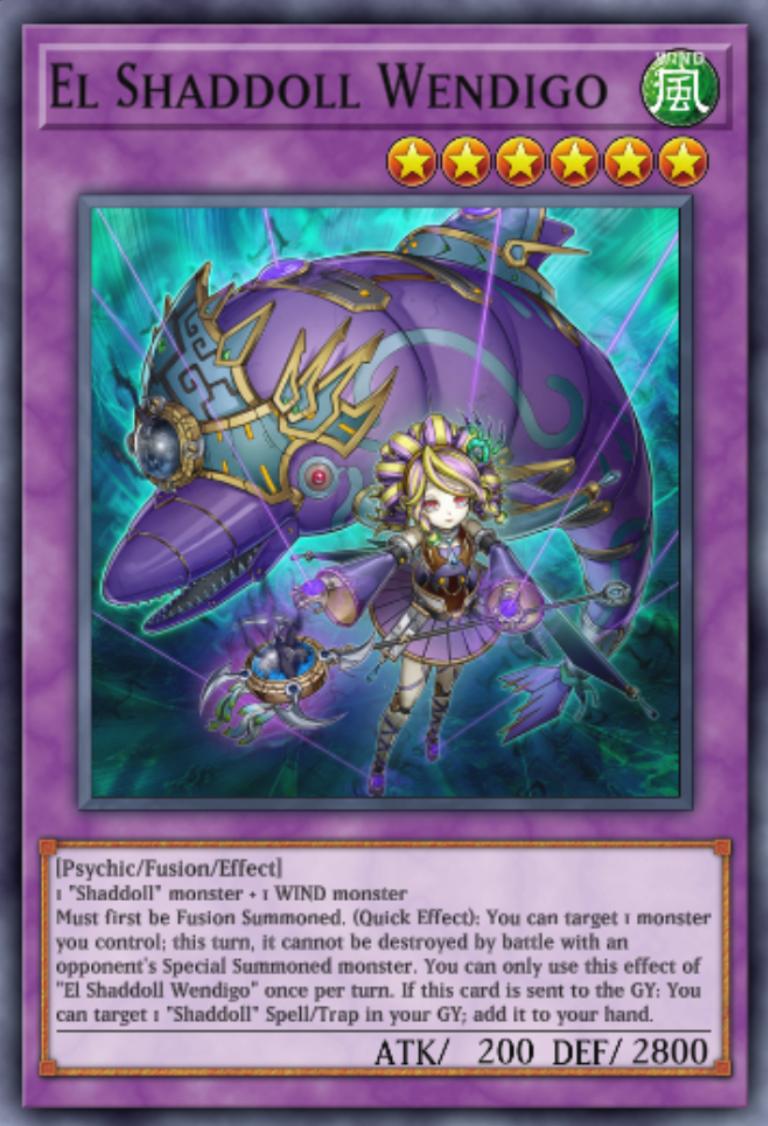 El Shaddoll Wendigo
WIND
風
[Psychic/Fusion/Effect]
1 "Shaddoll" monster + 1 WIND monster
Must first be Fusion Summoned. (Quick Effect): You can target 1 monster
you control; this turn, it cannot be destroyed by battle with an
opponent's Special Summoned monster. You can only use this effect of
"El Shaddoll Wendigo" once per turn. If this card is sent to the GY: You
can target 1 "Shaddoll" Spell/Trap in your GY; add it to your hand.
ATK/ 200 DEF/ 2800